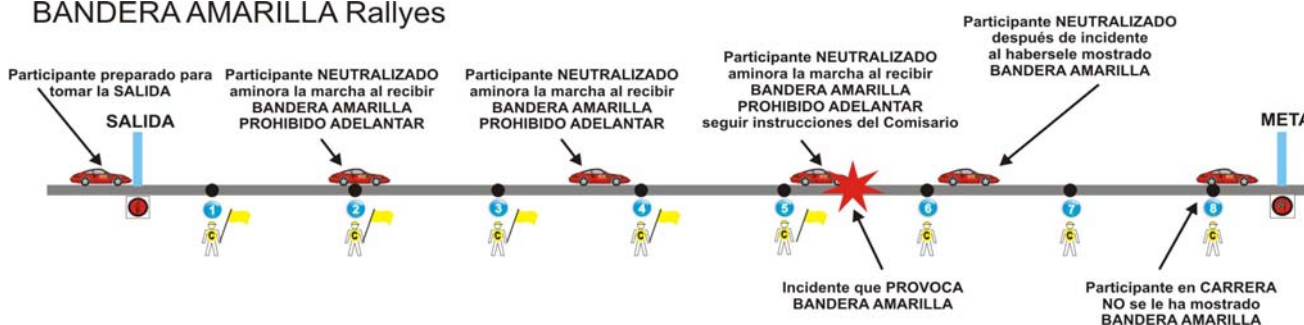 BANDERA AMARILLA Rallyes
Participante preparado para
tomar la SALIDA
SALIDA
Participante NEUTRALIZADO
aminora la marcha al recibir
BANDERA AMARILLA
PROHIBIDO ADELANTAR
Participante NEUTRALIZADO
aminora la marcha al recibir
BANDERA AMARILLA
PROHIBIDO ADELANTAR
Participante NEUTRALIZADO
aminora la marcha al recibir
BANDERA AMARILLA
PROHIBIDO ADELANTAR
seguir instrucciones del Comisario
Participante NEUTRALIZADO
después de incidente
al habersele mostrado
BANDERA AMARILLA
META
1 2 3 4 5 6 7 8
C C C C C C C C
Incidente que PROVOCA
BANDERA AMARILLA
Participante en CARRERA
NO se le ha mostrado
BANDERA AMARILLA